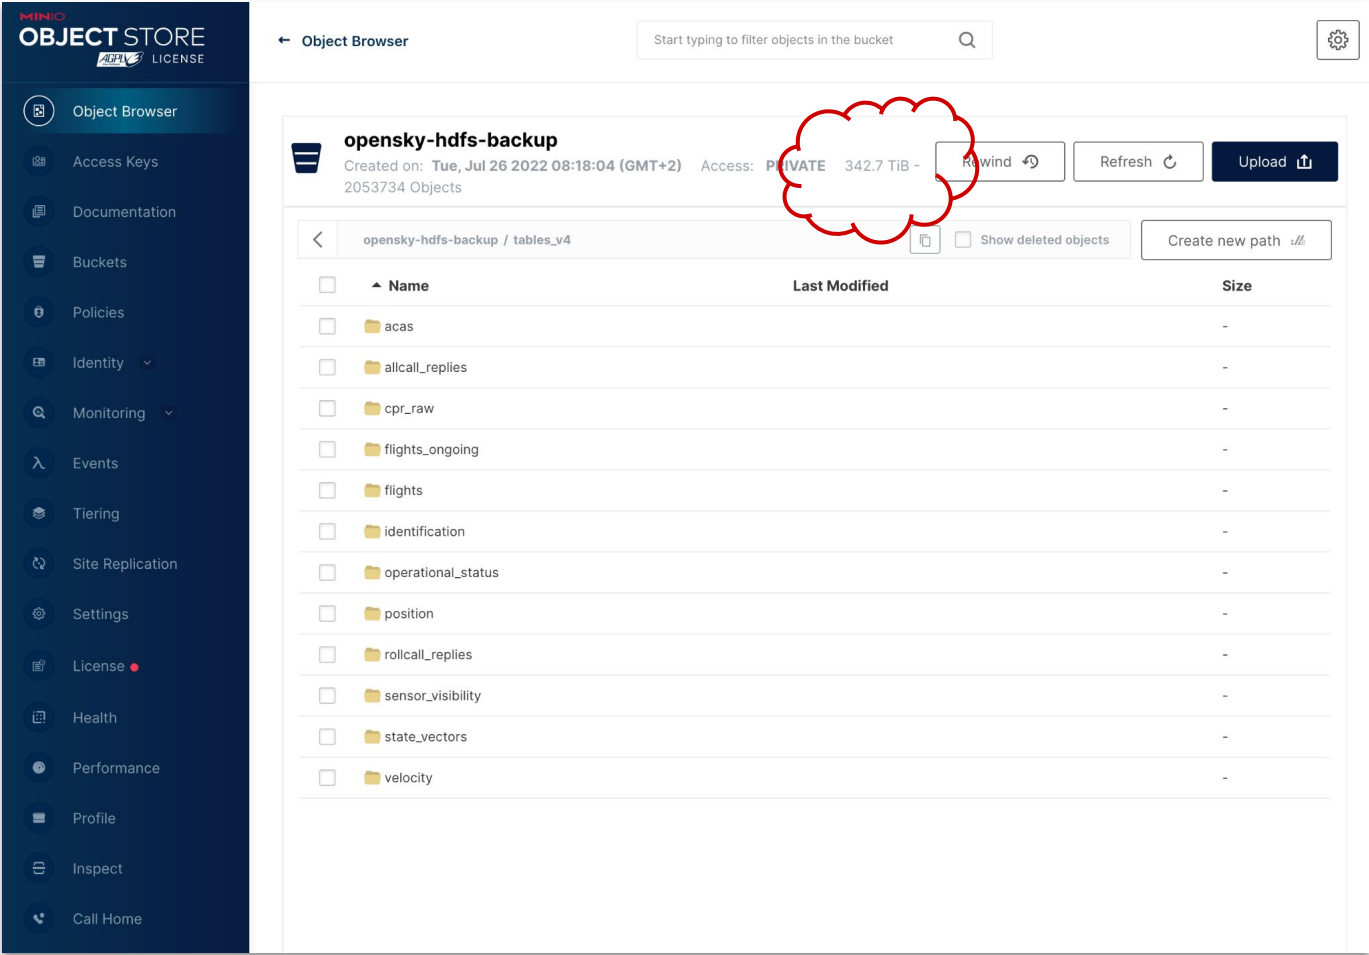 MINIO
OBJECT STORE
AGPLv3 LICENSE
Object Browser
Access Keys
Documentation
Buckets
Policies
Identity
Monitoring
Events
Tiering
Site Replication
Settings
License
Health
Performance
Profile
Inspect
Call Home
← Object Browser
Start typing to filter objects in the bucket
opensky-hdfs-backup
Created on: Tue, Jul 26 2022 08:18:04 (GMT+2) Access: PRIVATE 342.7 TiB -
2053734 Objects
Rewind
Refresh
Upload
opensky-hdfs-backup / tables_v4
Show deleted objects
Create new path
Name Last Modified Size
acas -
allcall_replies -
cpr_raw -
flights_ongoing -
flights -
identification -
operational_status -
position -
rollcall_replies -
sensor_visibility -
state_vectors -
velocity -